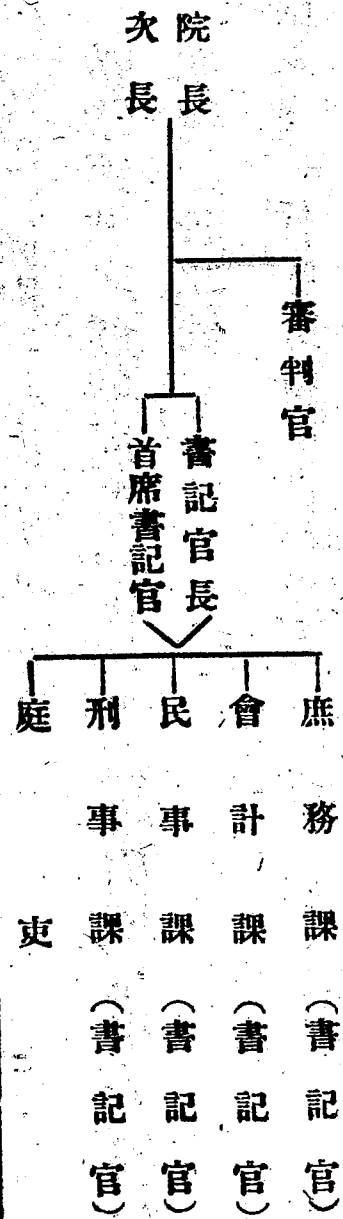 院長
次長
審判官
書記官長
首席書記官
庶務課（書記官）
會計課（書記官）
民事課（書記官）
刑事課（書記官）
庭吏